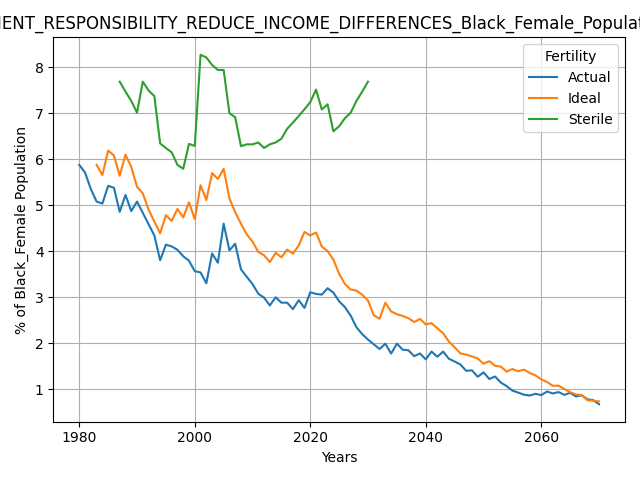 MENT_RESPONSIBILITY_REDUCE_INCOME_DIFFERENCES_Black_Female_Populat
Fertility
Actual
Ideal
Sterile
% of Black_Female Population
8
7
6
5
4
3
2
1
1980
2000
2020
2040
2060
Years